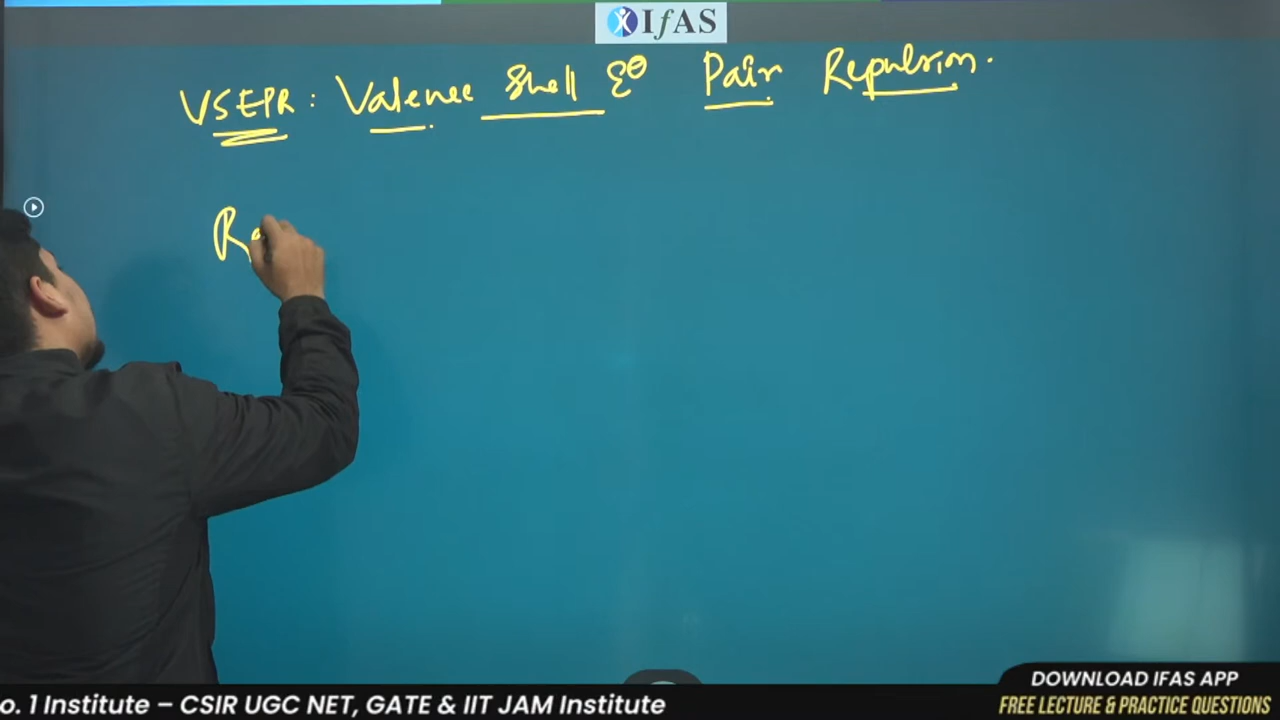 IfAS
VSEPR : Valence Shell Pair Repulsion.
DOWNLOAD IFAS APP
o. 1 Institute – CSIR UGC NET, GATE & IIT JAM Institute
FREE LECTURE & PRACTICE QUESTIONS